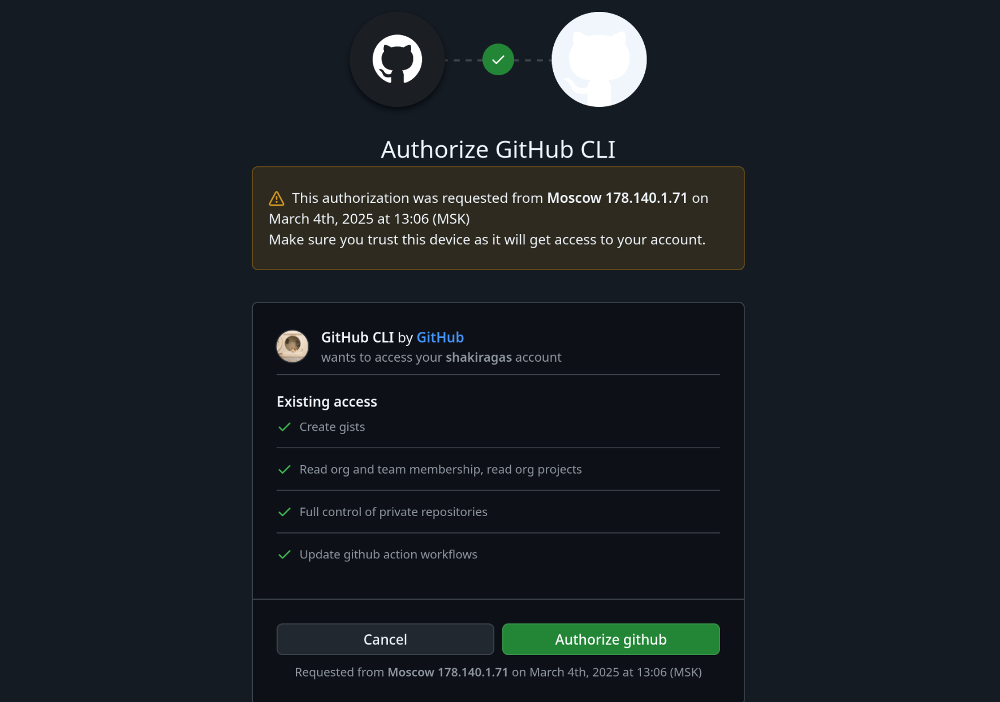 Authorize GitHub CLI
This authorization was requested from Moscow 178.140.1.71 on
March 4th, 2025 at 13:06 (MSK)
Make sure you trust this device as it will get access to your account.
GitHub CLI by GitHub
wants to access your shakiragas account
Existing access
Create gists
Read org and team membership, read org projects
Full control of private repositories
Update github action workflows
Cancel
Authorize github
Requested from Moscow 178.140.1.71 on March 4th, 2025 at 13:06 (MSK)